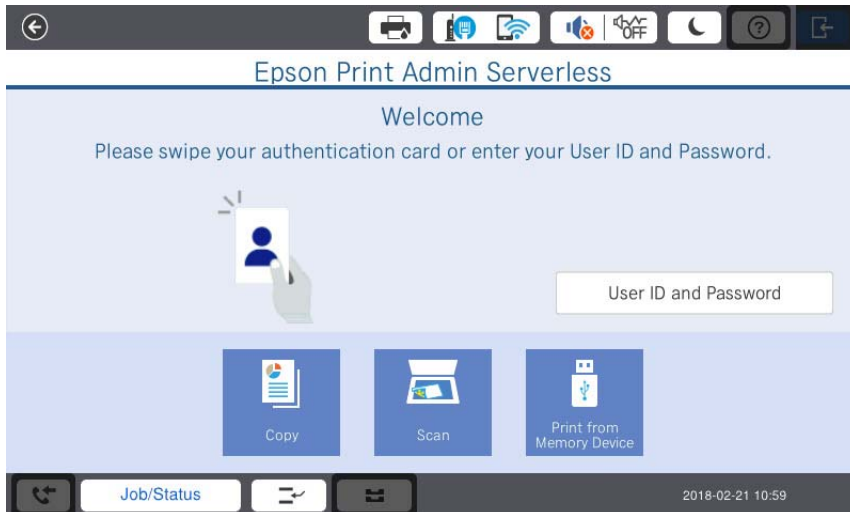 OFF
Epson Print Admin Serverless
Welcome
Please swipe your authentication card or enter your User ID and Password.
User ID and Password
Copy
Scan
Print from
Memory Device
Job/Status
2018-02-21 10:59